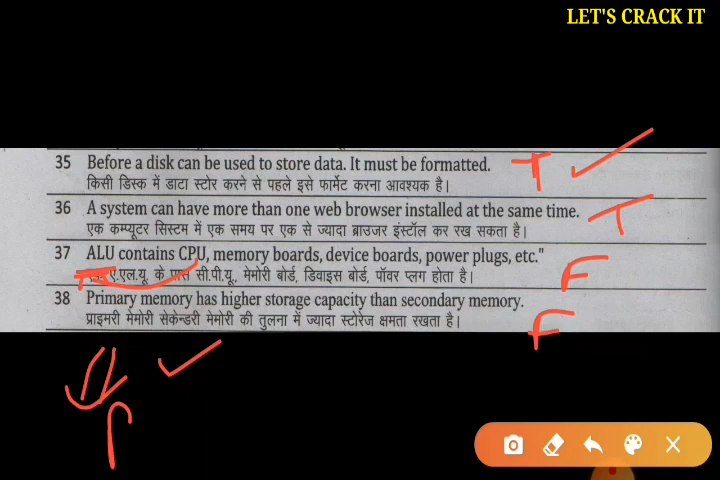 LET'S CRACK IT
35 Before a disk can be used to store data. It must be formatted. T
किसी डिस्क में डाटा स्टोर करने से पहले इसे फार्मेट करना आवश्यक है।
36 A system can have more than one web browser installed at the same time. T
एक कम्प्यूटर सिस्टम में एक समय पर एक से ज्यादा ब्राउजर इंस्टॉल कर रख सकता है।
37 ALU contains CPU, memory boards, device boards, power plugs, etc." F
ए.एल.यू. के पास सी.पी.यू. मेमोरी बोर्ड, डिवाइस बोर्ड, पॉवर प्लग होता है।
38 Primary memory has higher storage capacity than secondary memory. F
प्राइमरी मेमोरी सेकेन्डरी मेमोरी की तुलना में ज्यादा स्टोरेज क्षमता रखता है।